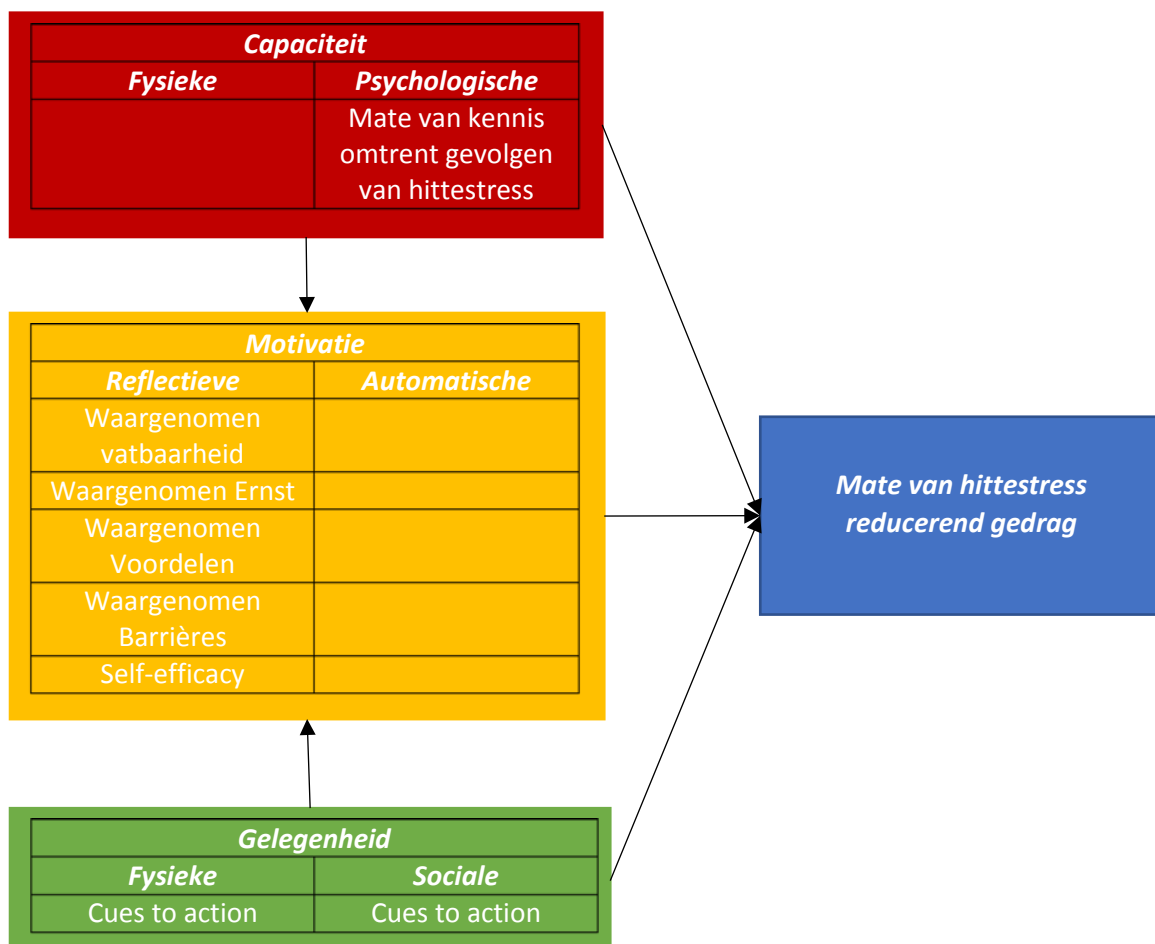 Capaciteit
Fysieke
Psychologische
Mate van kennis
omtrent gevolgen
van hittestress
Motivatie
Reflectieve
Automatische
Waargenomen
vatbaarheid
Waargenomen Ernst
Waargenomen
Voordelen
Waargenomen
Barrières
Self-efficacy
Mate van hittestress
reducerend gedrag
Gelegenheid
Fysieke
Sociale
Cues to action
Cues to action